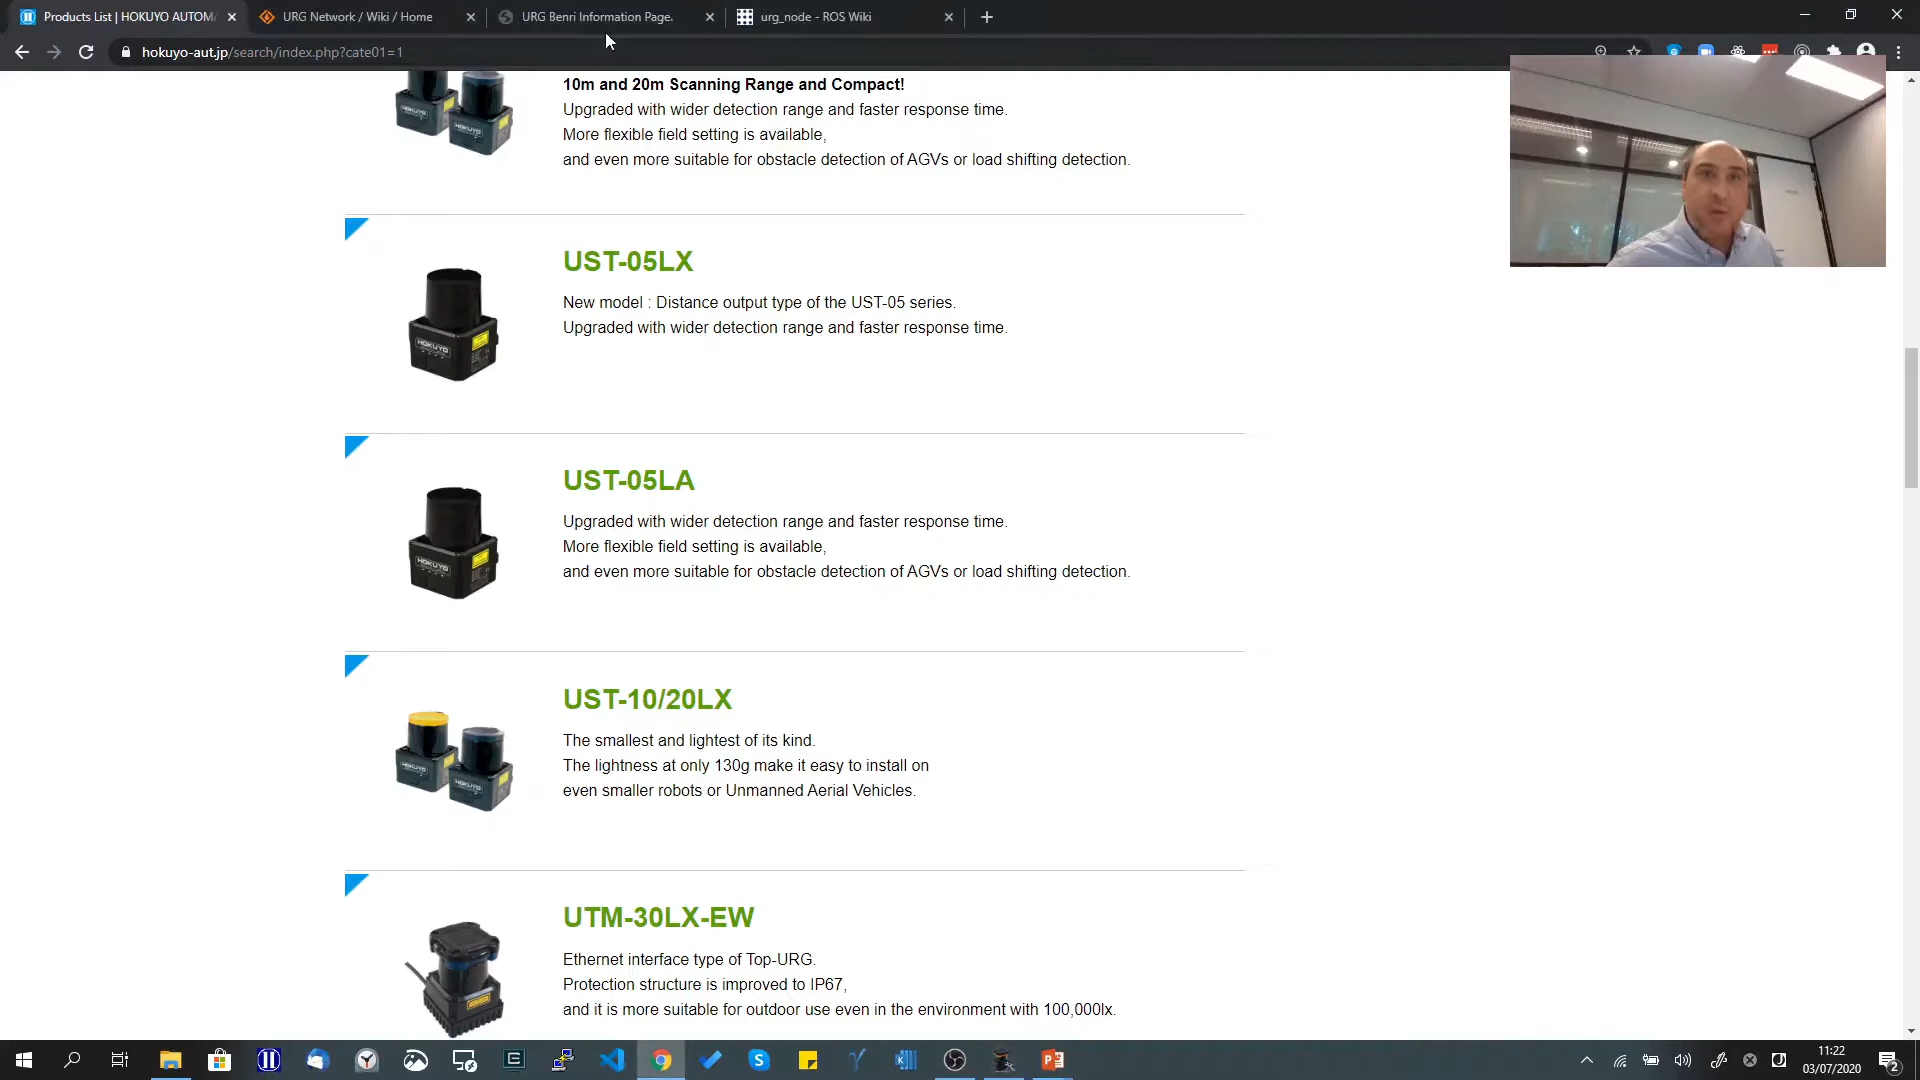 Products List | HOKUYO AUTOMA
URG Network / Wiki / Home
URG Benri Information Page.
urg_node - ROS Wiki
hokuyo-aut.jp/search/index.php?cate01=1
10m and 20m Scanning Range and Compact!
Upgraded with wider detection range and faster response time.
More flexible field setting is available,
and even more suitable for obstacle detection of AGVs or load shifting detection.
UST-05LX
New model : Distance output type of the UST-05 series.
Upgraded with wider detection range and faster response time.
HOKUYO
UST-05LA
Upgraded with wider detection range and faster response time.
More flexible field setting is available,
and even more suitable for obstacle detection of AGVs or load shifting detection.
HOKUYO
UST-10/20LX
The smallest and lightest of its kind.
The lightness at only 130g make it easy to install on
even smaller robots or Unmanned Aerial Vehicles.
HOKUYO
HOKUYO
UTM-30LX-EW
Ethernet interface type of Top-URG.
Protection structure is improved to IP67,
and it is more suitable for outdoor use even in the environment with 100,000lx.
11:22
03/07/2020
2